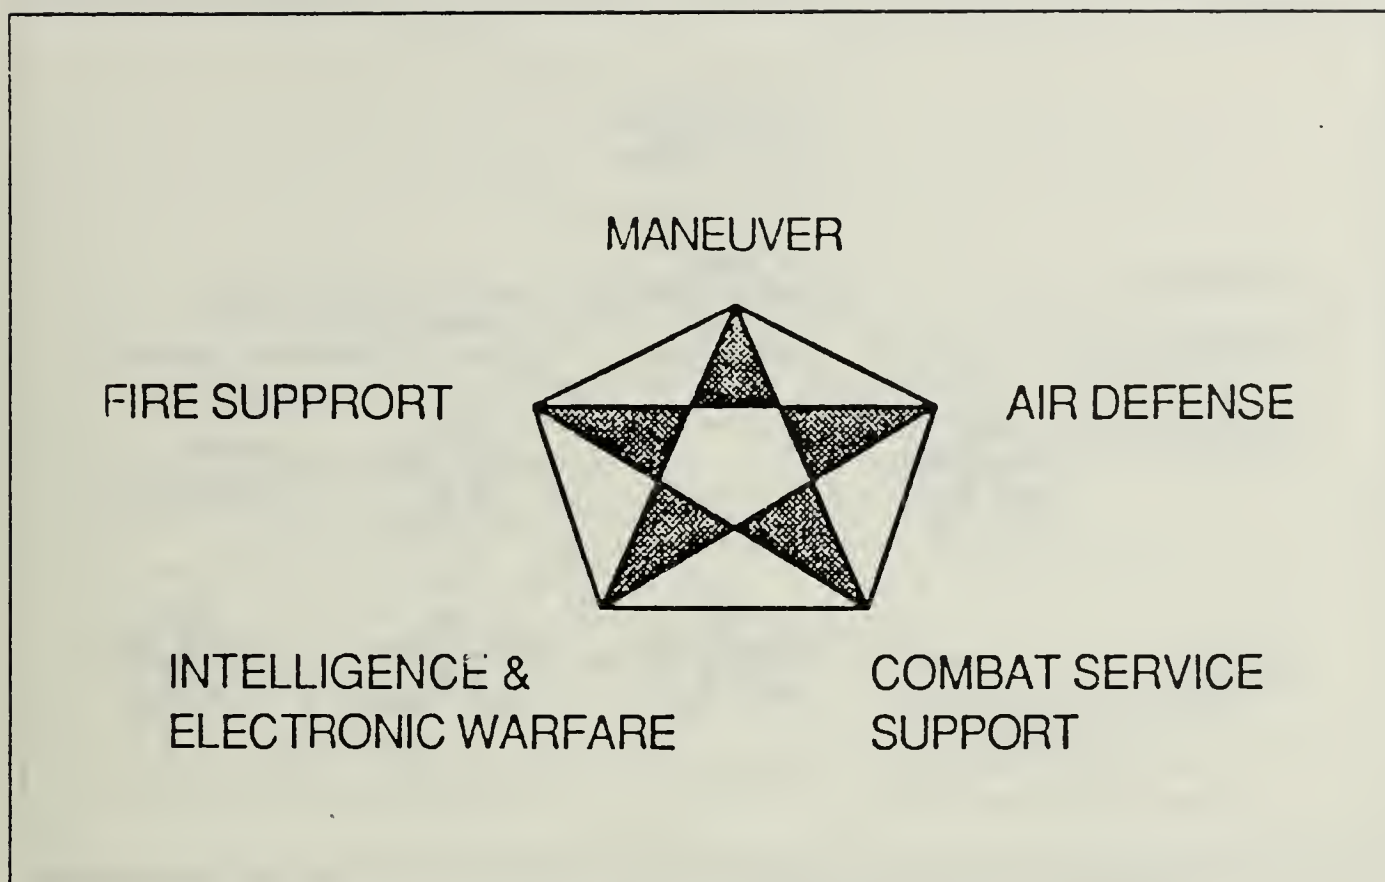 MANEUVER
FIRE SUPPRORT
AIR DEFENSE
INTELLIGENCE &
ELECTRONIC WARFARE
COMBAT SERVICE
SUPPORT